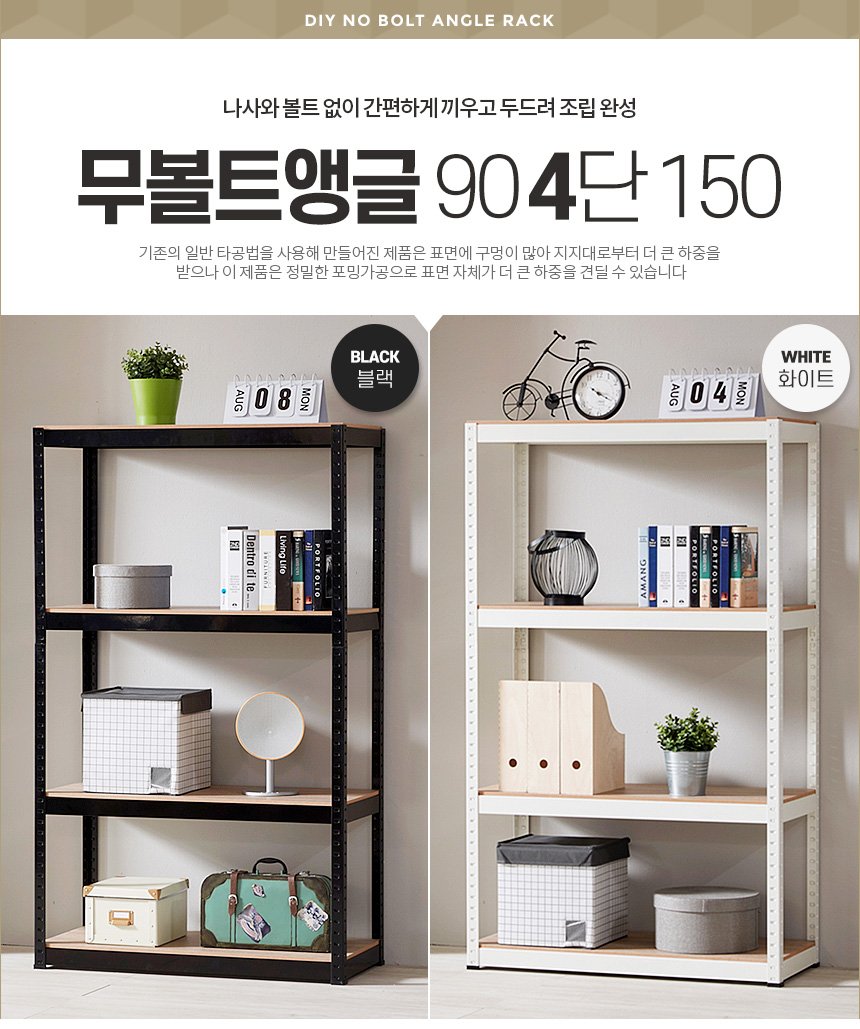 DIY NO BOLT ANGLE RACK
나사와 볼트 없이 간편하게 끼우고 두드려 조립 완성
무볼트앵글 90 4단 150
기존의 일반 타공법을 사용해 만들어진 제품은 표면에 구멍이 많아 지지대로부터 더 큰 하중을
받으나 이 제품은 정밀한 포밍가공으로 표면 자체가 더 큰 하중을 견딜 수 있습니다
BLACK
블랙
WHITE
화이트
AUG 08 MON
AUG 04 MON
Dentro di te
FURNITURE
Living Life
PORTFOLIO
AMANG
PORTFOLIO